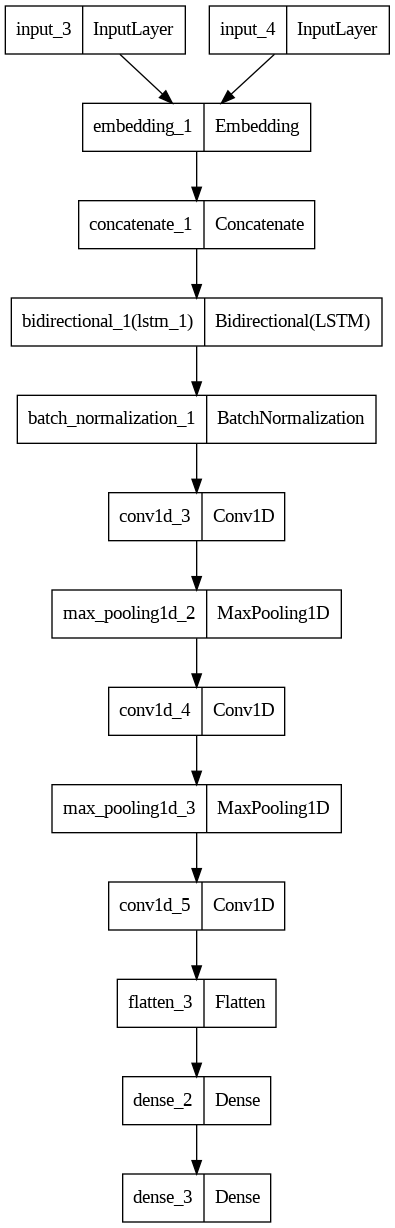 input_3 InputLayer input_4 InputLayer
embedding_1 Embedding
concatenate_1 Concatenate
bidirectional_1(lstm_1) Bidirectional(LSTM)
batch_normalization_1 BatchNormalization
conv1d_3 Conv1D
max_pooling1d_2 MaxPooling1D
conv1d_4 Conv1D
max_pooling1d_3 MaxPooling1D
conv1d_5 Conv1D
flatten_3 Flatten
dense_2 Dense
dense_3 Dense